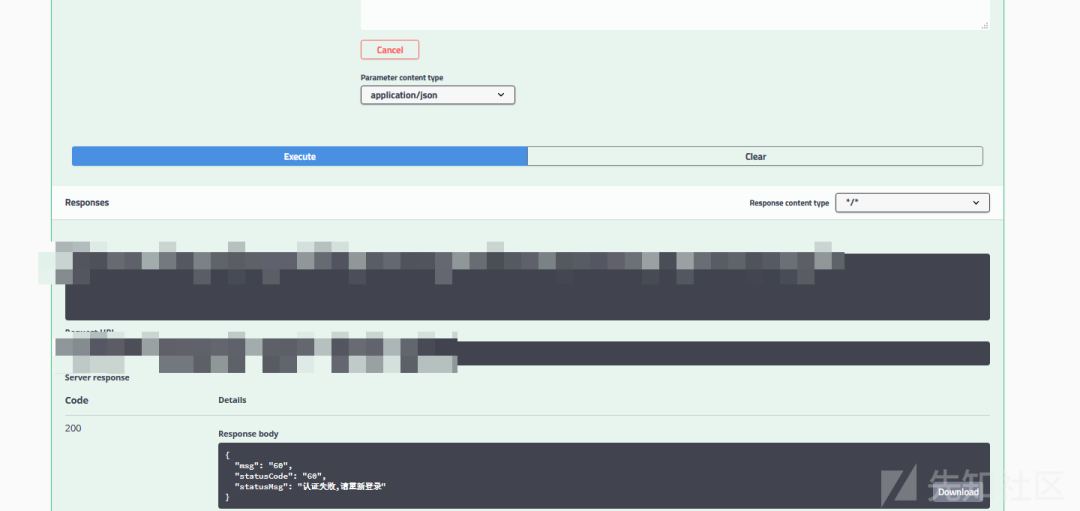 Cancel
Parameter content type
application/json
Execute
Clear
Responses
Response content type
*/*
Request URL
Server response
Code
Details
200
Response body
{
"msg": "60",
"statusCode": "60",
"statusMsg": "认证失败,请重新登录"
}
Download
先知社区